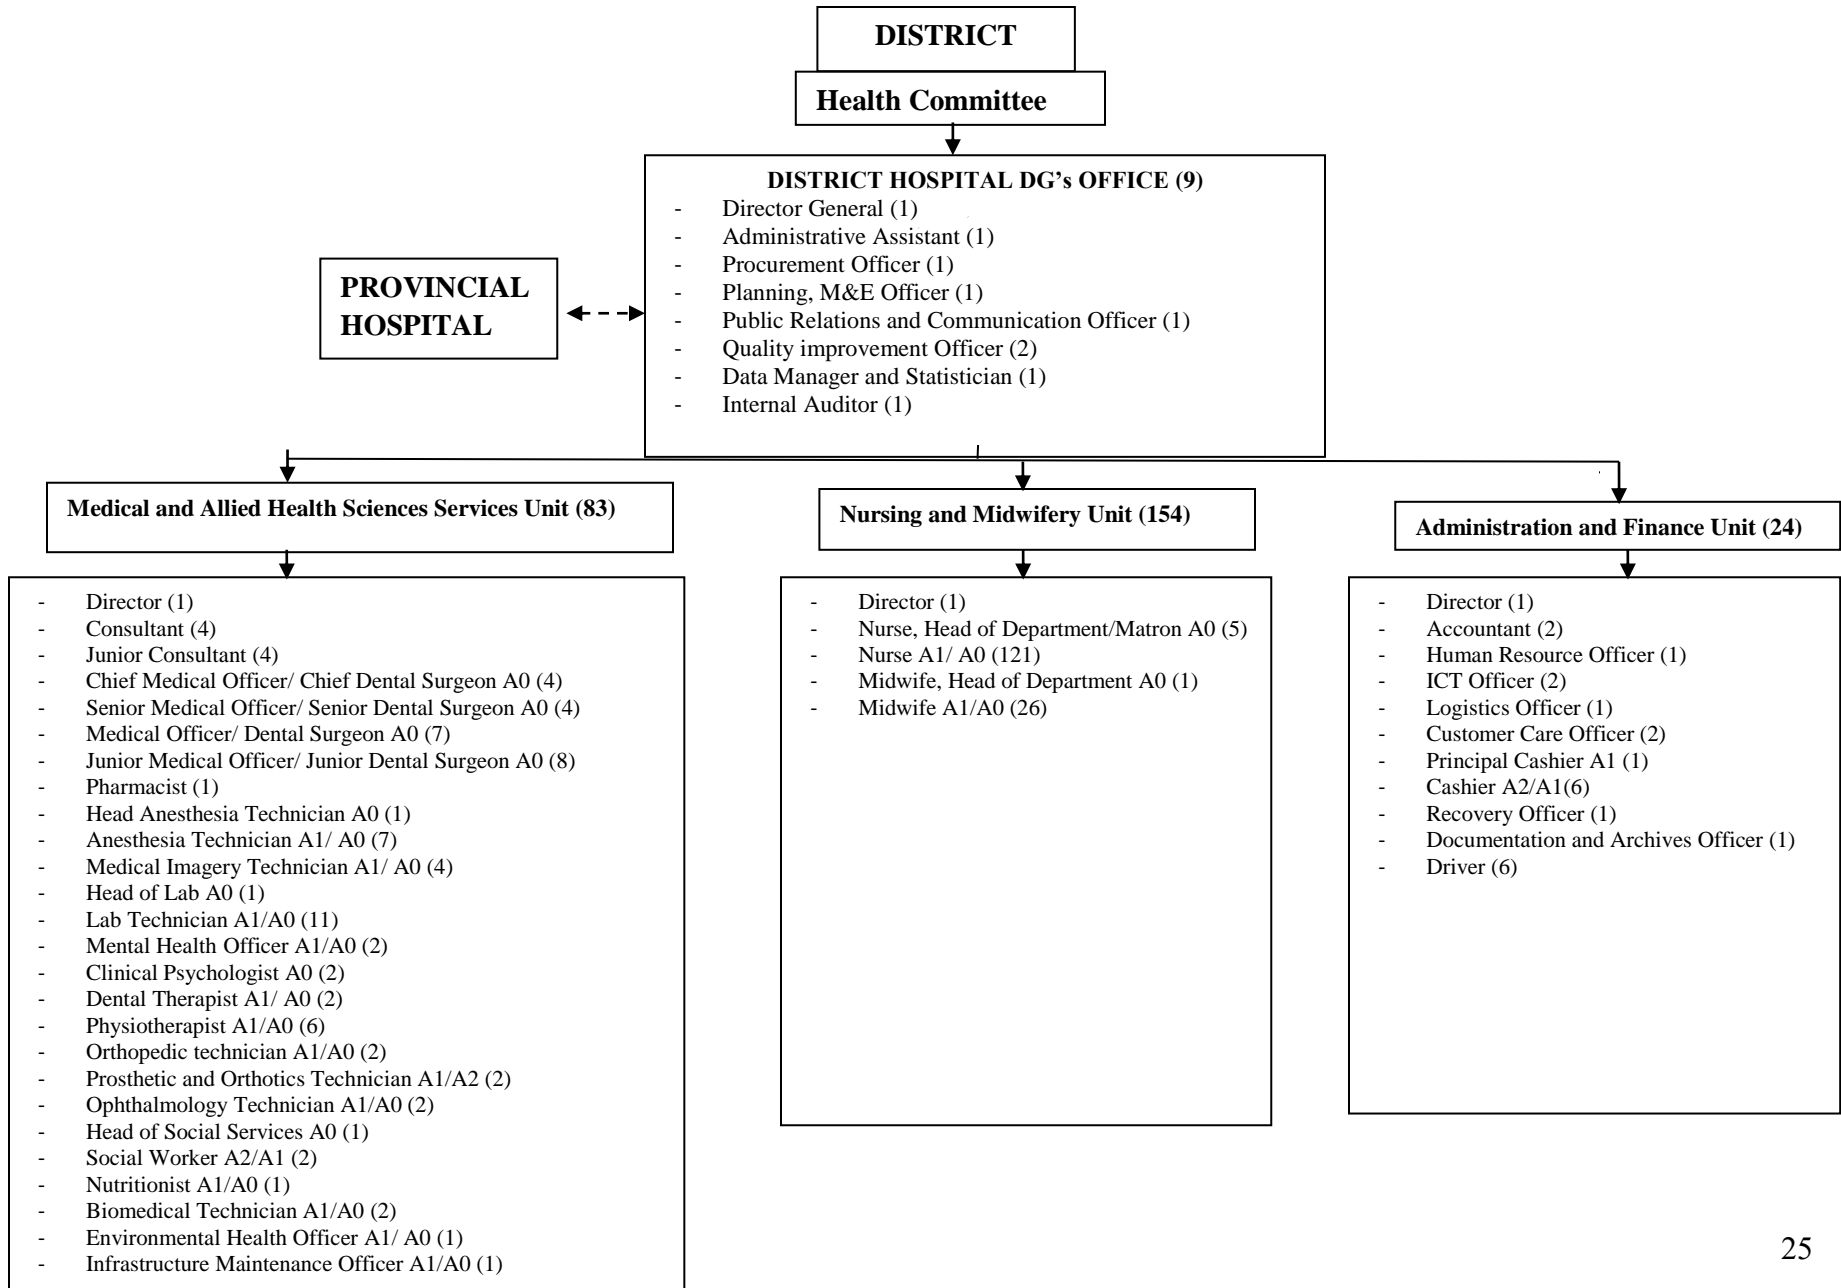 DISTRICT
Health Committee
DISTRICT HOSPITAL DG’s OFFICE (9)
- Director General (1)
- Administrative Assistant (1)
- Procurement Officer (1)
- Planning, M&E Officer (1)
- Public Relations and Communication Officer (1)
- Quality improvement Officer (2)
- Data Manager and Statistician (1)
- Internal Auditor (1)
PROVINCIAL
HOSPITAL
Medical and Allied Health Sciences Services Unit (83)
- Director (1)
- Consultant (4)
- Junior Consultant (4)
- Chief Medical Officer/ Chief Dental Surgeon A0 (4)
- Senior Medical Officer/ Senior Dental Surgeon A0 (4)
- Medical Officer/ Dental Surgeon A0 (7)
- Junior Medical Officer/ Junior Dental Surgeon A0 (8)
- Pharmacist (1)
- Head Anesthesia Technician A0 (1)
- Anesthesia Technician A1/ A0 (7)
- Medical Imagery Technician A1/ A0 (4)
- Head of Lab A0 (1)
- Lab Technician A1/A0 (11)
- Mental Health Officer A1/A0 (2)
- Clinical Psychologist A0 (2)
- Dental Therapist A1/ A0 (2)
- Physiotherapist A1/A0 (6)
- Orthopedic technician A1/A0 (2)
- Prosthetic and Orthotics Technician A1/A2 (2)
- Ophthalmology Technician A1/A0 (2)
- Head of Social Services A0 (1)
- Social Worker A2/A1 (2)
- Nutritionist A1/A0 (1)
- Biomedical Technician A1/A0 (2)
- Environmental Health Officer A1/ A0 (1)
- Infrastructure Maintenance Officer A1/A0 (1)
Nursing and Midwifery Unit (154)
- Director (1)
- Nurse, Head of Department/Matron A0 (5)
- Nurse A1/ A0 (121)
- Midwife, Head of Department A0 (1)
- Midwife A1/A0 (26)
Administration and Finance Unit (24)
- Director (1)
- Accountant (2)
- Human Resource Officer (1)
- ICT Officer (2)
- Logistics Officer (1)
- Customer Care Officer (2)
- Principal Cashier A1 (1)
- Cashier A2/A1(6)
- Recovery Officer (1)
- Documentation and Archives Officer (1)
- Driver (6)
25